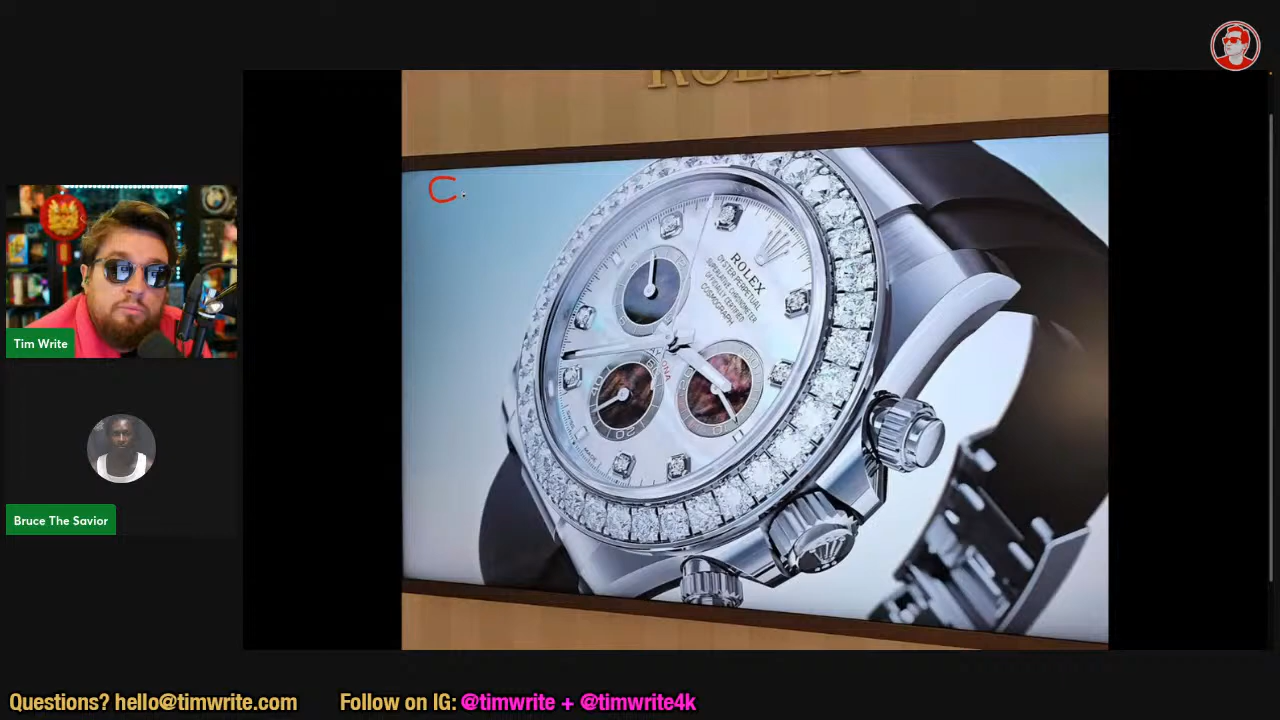 ROLEX
C
ROLEX
OYSTER PERPETUAL
SUPERLATIVE CHRONOMETER
OFFICIALLY CERTIFIED
COSMOGRAPH
Tim Write
Bruce The Savior
Questions? hello@timwrite.com
Follow on IG: @timwrite + @timwrite4k